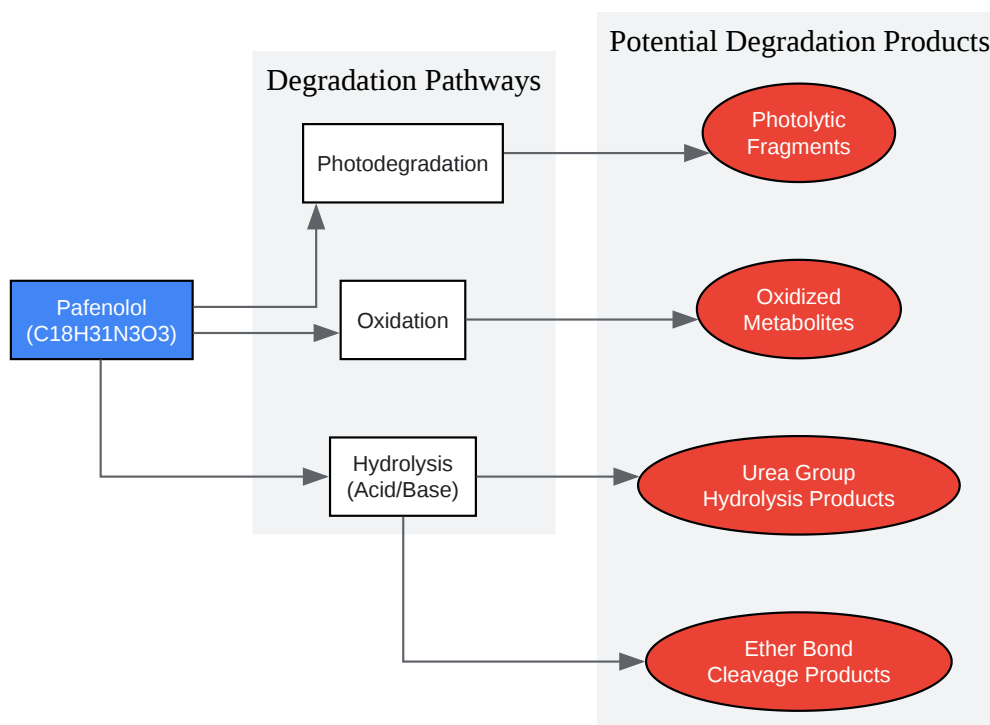 Potential Degradation Products
Degradation Pathways
Photolytic
Fragments
Photodegradation
Pafenolol
(C18H31N3O3)
Oxidation
Oxidized
Metabolites
Hydrolysis
(Acid/Base)
Urea Group
Hydrolysis Products
Ether Bond
Cleavage Products